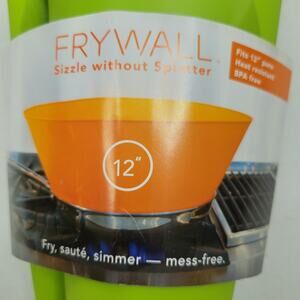 FRYWALL
Sizzle without Splatter
Fits 12" pans
Heat resistant
BPA free
12"
Fry, sauté, simmer — mess-free.